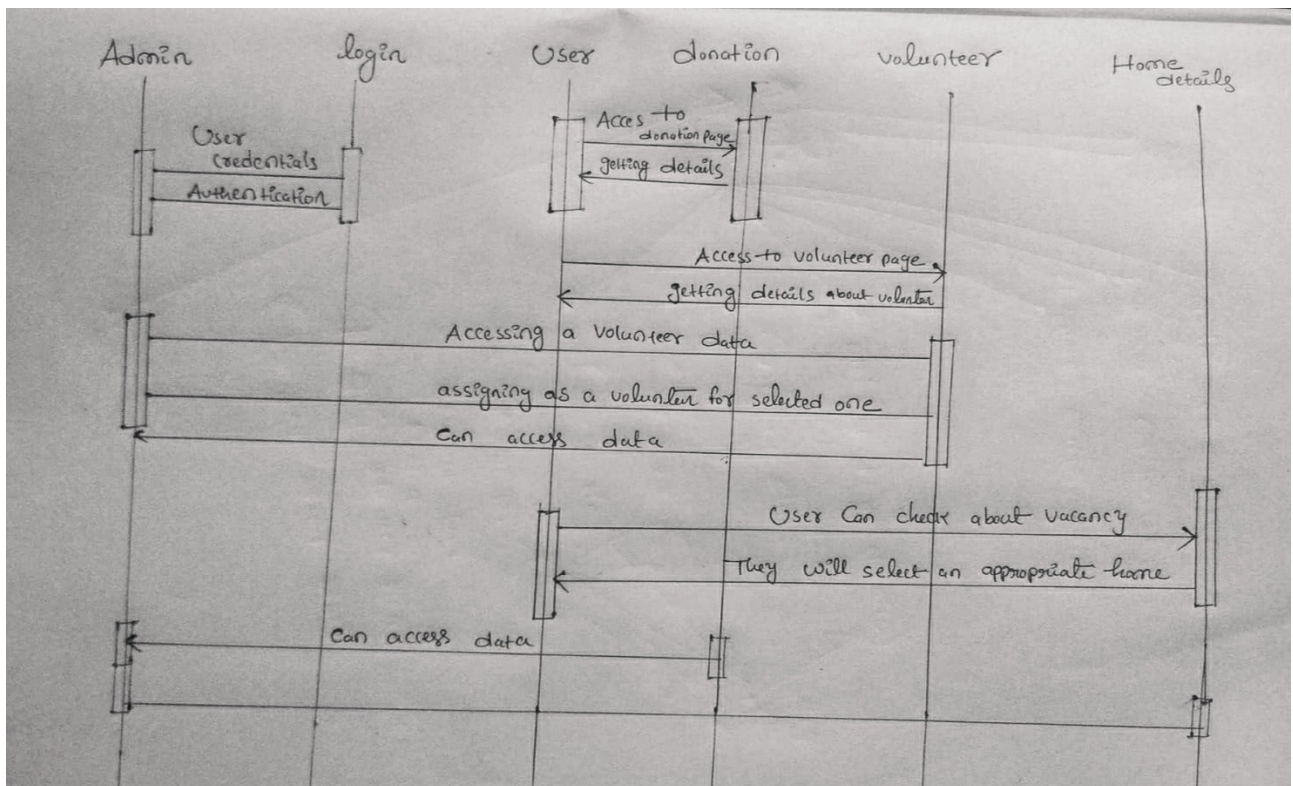 Admin
login
User
donation
volunteer
Home
details
User
Credentials
Authentication
Acces to
donation page
getting details
Access to volunteer page
getting details about volunter
Accessing a volunteer data
assigning as a volunter for selected one
Can access data
User Can check about vacancy
They will select an appropriate home
Can access data